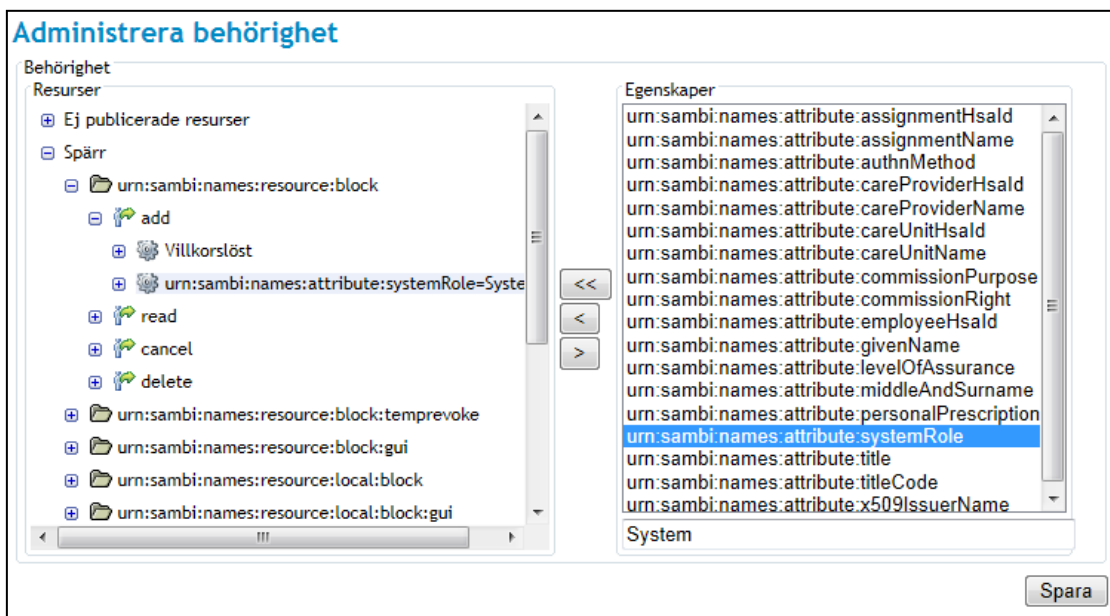 Administrera behörighet
Behörighet
Resurser
Ej publicerade resurser
Spärr
urn:sambi:names:resource:block
add
Villkorslöst
urn:sambi:names:attribute:systemRole=Syste
read
cancel
delete
urn:sambi:names:resource:block:temprevoke
urn:sambi:names:resource:block:gui
urn:sambi:names:resource:local:block
urn:sambi:names:resource:local:block:gui
<<
<
>
Egenskaper
urn:sambi:names:attribute:assignmentHsaId
urn:sambi:names:attribute:assignmentName
urn:sambi:names:attribute:authnMethod
urn:sambi:names:attribute:careProviderHsaId
urn:sambi:names:attribute:careProviderName
urn:sambi:names:attribute:careUnitHsaId
urn:sambi:names:attribute:careUnitName
urn:sambi:names:attribute:commissionPurpose
urn:sambi:names:attribute:commissionRight
urn:sambi:names:attribute:employeeHsaId
urn:sambi:names:attribute:givenName
urn:sambi:names:attribute:levelOfAssurance
urn:sambi:names:attribute:middleAndSurname
urn:sambi:names:attribute:personalPrescription
urn:sambi:names:attribute:systemRole
urn:sambi:names:attribute:title
urn:sambi:names:attribute:titleCode
urn:sambi:names:attribute:x509IssuerName
System
Spara